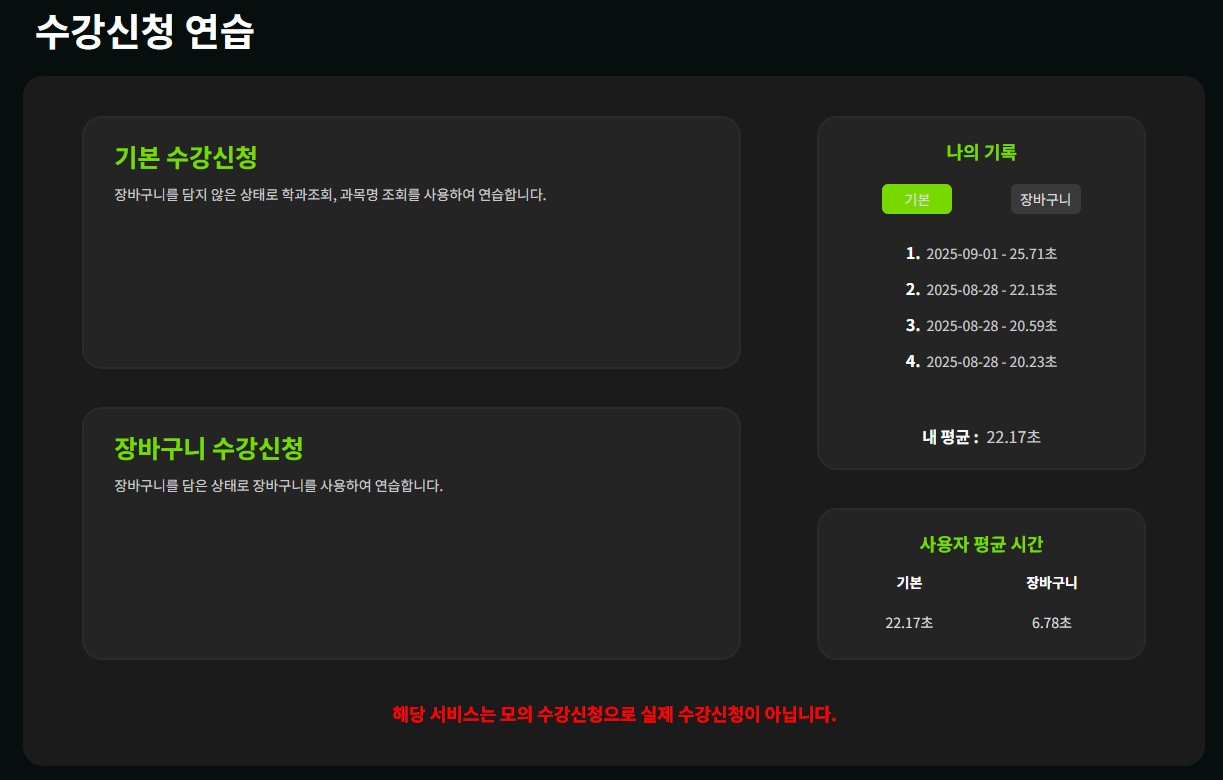 수강신청 연습
기본 수강신청
장바구니를 담지 않은 상태로 학과조회, 과목명 조회를 사용하여 연습합니다.
장바구니 수강신청
장바구니를 담은 상태로 장바구니를 사용하여 연습합니다.
나의 기록
기본 장바구니
1. 2025-09-01 - 25.71초
2. 2025-08-28 - 22.15초
3. 2025-08-28 - 20.59초
4. 2025-08-28 - 20.23초
내 평균 : 22.17초
사용자 평균 시간
기본 장바구니
22.17초 6.78초
해당 서비스는 모의 수강신청으로 실제 수강신청이 아닙니다.